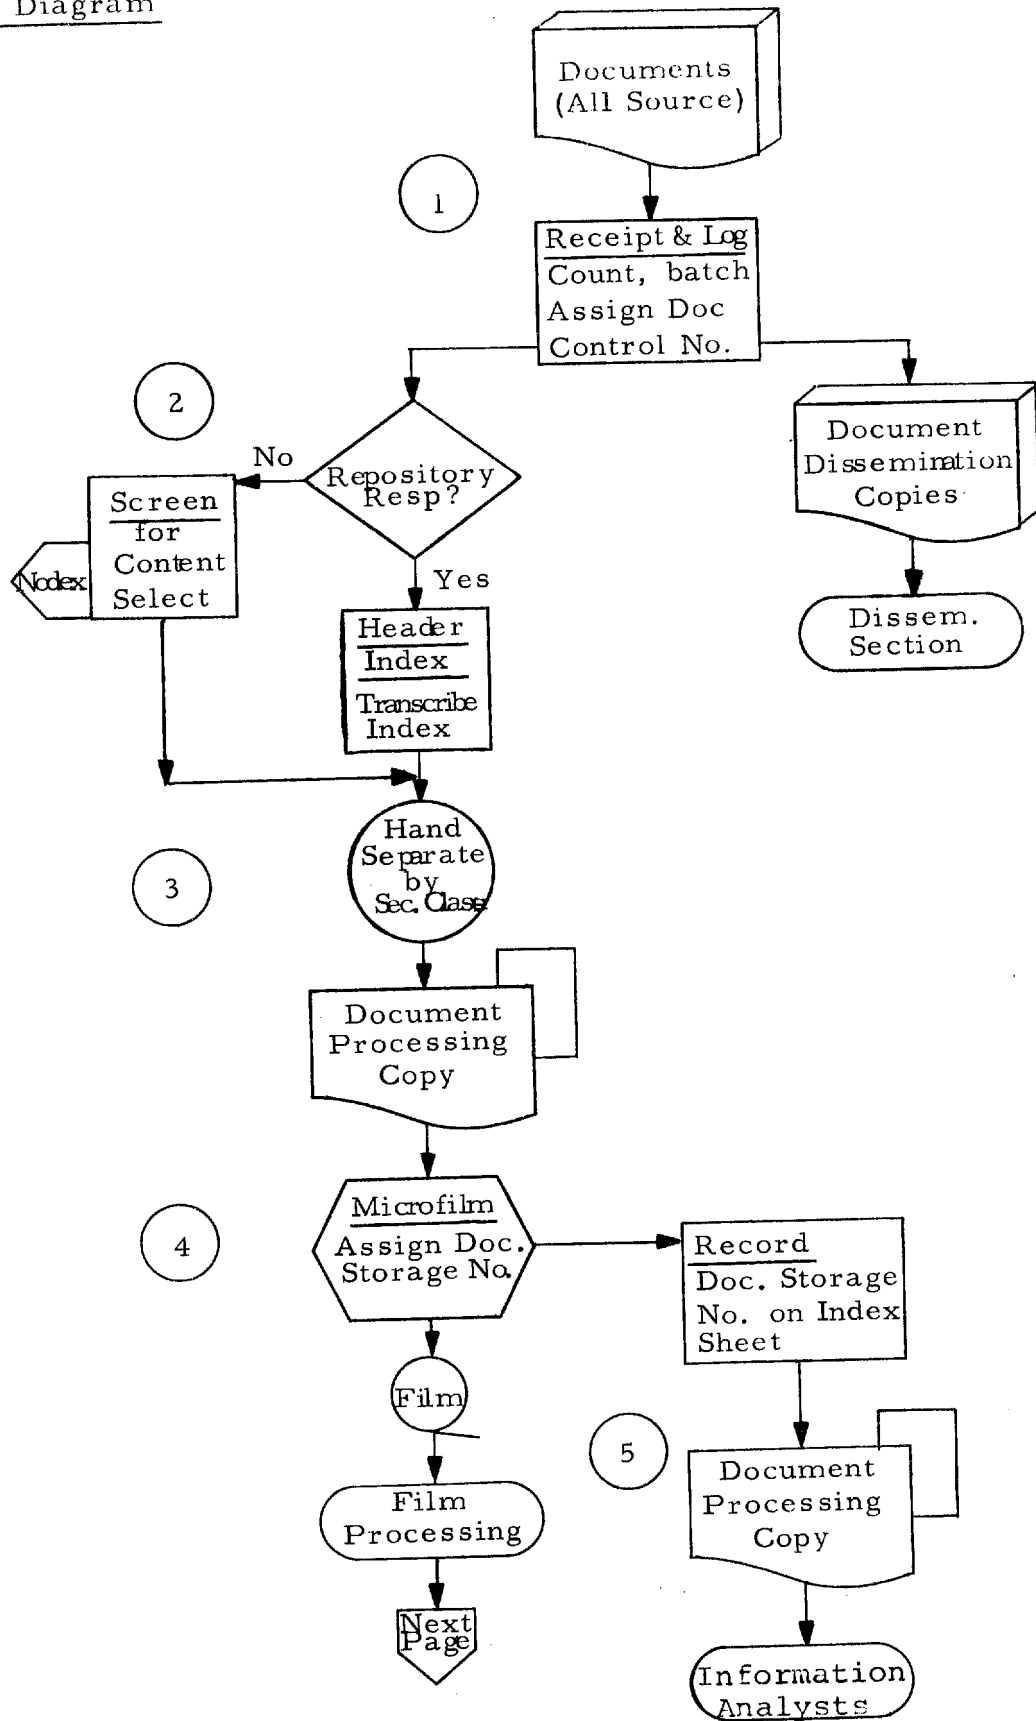 Diagram
Documents
(All Source)
1
Receipt & Log
Count, batch
Assign Doc
Control No.
2
No
Repository
Resp?
Document
Dissemination
Copies
Screen
for
Content
Select
Nodex
Yes
Header
Index
Transcribe
Index
Dissem.
Section
3
Hand
Separate
by
Sec. Class.
Document
Processing
Copy
4
Microfilm
Assign Doc.
Storage No.
Record
Doc. Storage
No. on Index
Sheet
Film
5
Document
Processing
Copy
Film
Processing
Next
Page
Information
Analysts